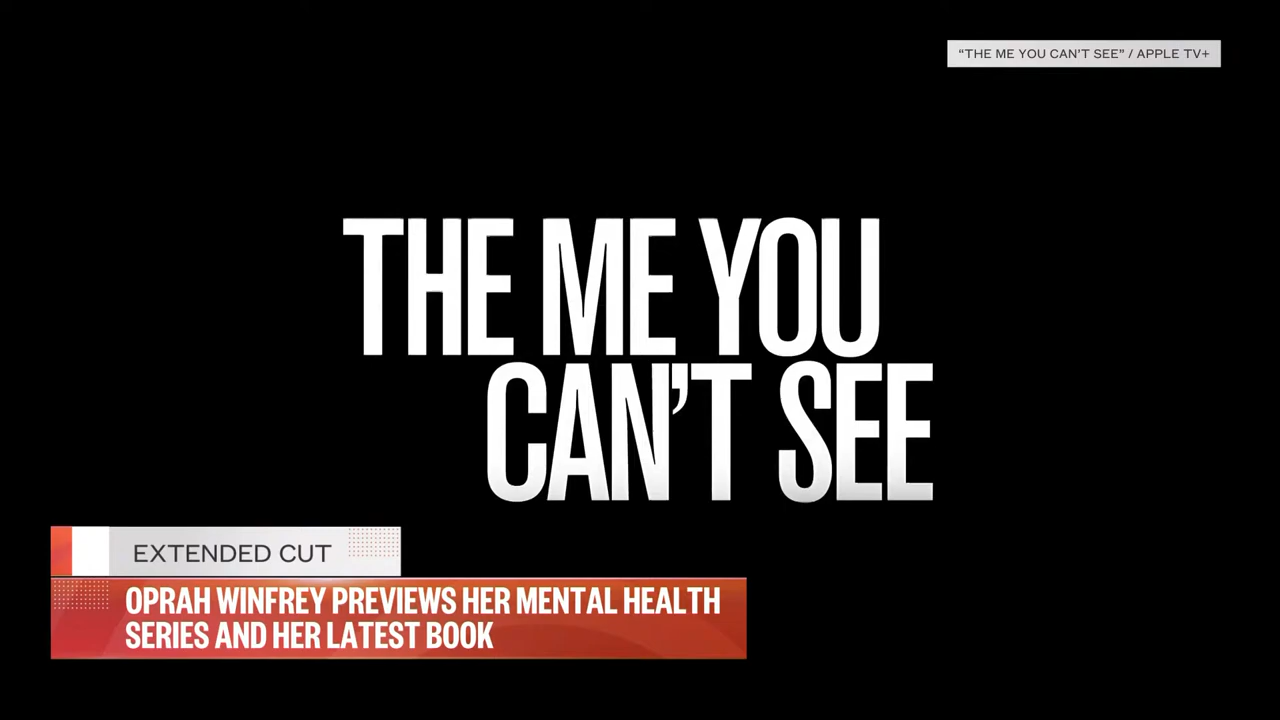 “THE ME YOU CAN’T SEE” / APPLE TV+
THE ME YOU
CAN’T SEE
EXTENDED CUT
OPRAH WINFREY PREVIEWS HER MENTAL HEALTH
SERIES AND HER LATEST BOOK